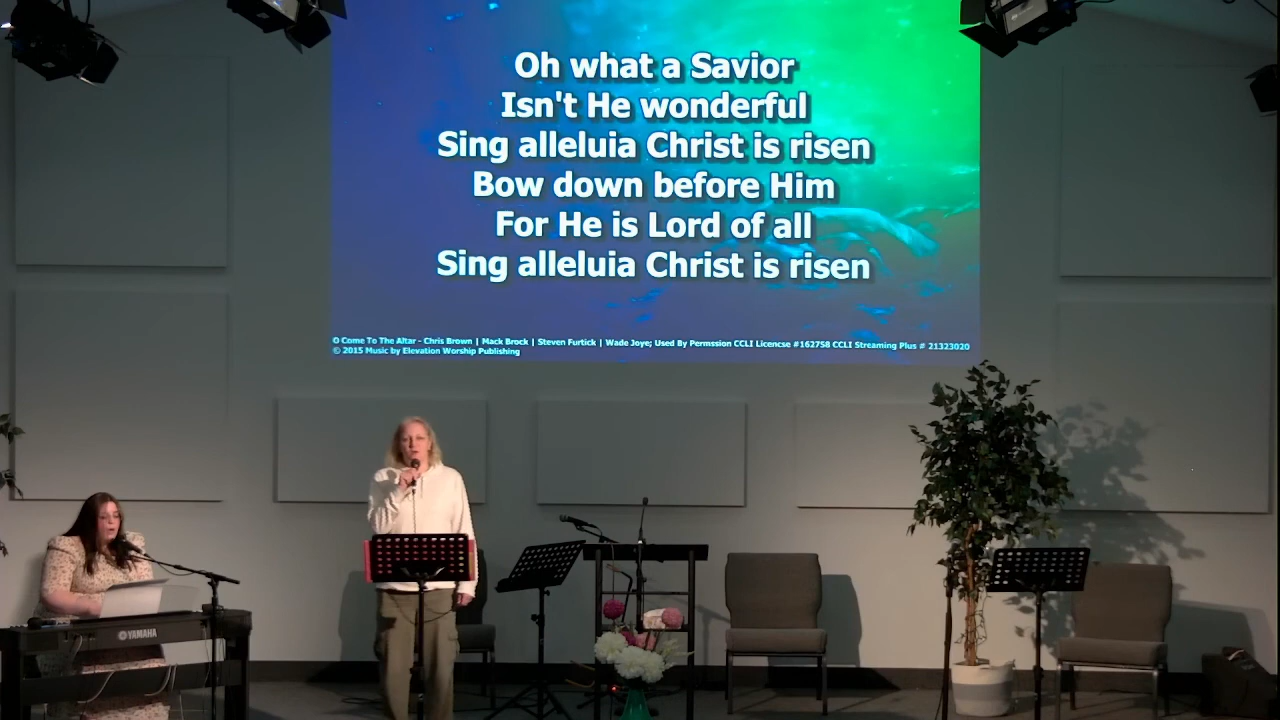 Oh what a Savior
Isn't He wonderful
Sing alleluia Christ is risen
Bow down before Him
For He is Lord of all
Sing alleluia Christ is risen
O Come To The Altar - Chris Brown | Mack Brock | Steven Furtick | Wade Joye; Used By Permssion CCLI Licencse #162758 CCLI Streaming Plus # 21323020
© 2015 Music by Elevation Worship Publishing
YAMAHA